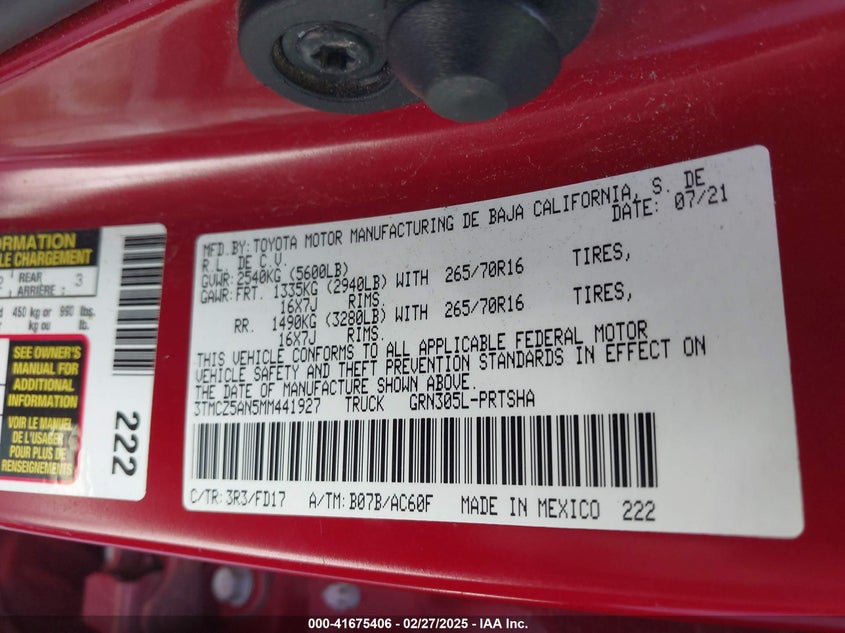 MFD.BY: TOYOTA MOTOR MANUFACTURING DE BAJA CALIFORNIA, S. DE
R.L. DE C.V. DATE: 07/21
GVWR: 2540KG (5600LB)
GAWR: FRT. 1335KG (2940LB) WITH 265/70R16 TIRES,
16X7J RIMS.
RR. 1490KG (3280LB) WITH 265/70R16 TIRES,
16X7J RIMS.
THIS VEHICLE CONFORMS TO ALL APPLICABLE FEDERAL MOTOR
VEHICLE SAFETY AND THEFT PREVENTION STANDARDS IN EFFECT ON
THE DATE OF MANUFACTURE SHOWN ABOVE.
3TMCZ5AN5MM441927 TRUCK GRN305L-PRTSHA
C/TR: 3R3/FD17 A/TM: B07B/AC60F MADE IN MEXICO 222
LE CHARGEMENT
REAR
ARRIÈRE : 3
450 kg or 990 lbs.
kg ou lb.
SEE OWNER'S
MANUAL FOR
ADDITIONAL
INFORMATION
VOIR LE MANUEL
DE L'USAGER
POUR PLUS DE
RENSEIGNEMENTS
222
000-41675406 - 02/27/2025 - IAA Inc.